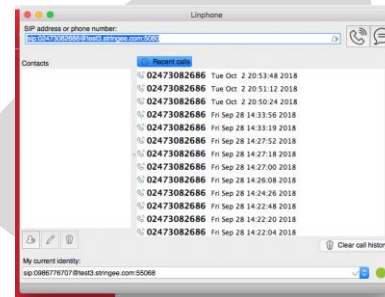 Linphone
SIP address or phone number:
sip:02473082686@test3.stringee.com:5060
Contacts
Recent calls
02473082686 Tue Oct 2 20:53:48 2018
02473082686 Tue Oct 2 20:51:12 2018
02473082686 Tue Oct 2 20:50:24 2018
02473082686 Fri Sep 28 14:33:56 2018
02473082686 Fri Sep 28 14:33:19 2018
02473082686 Fri Sep 28 14:27:52 2018
02473082686 Fri Sep 28 14:27:18 2018
02473082686 Fri Sep 28 14:27:00 2018
02473082686 Fri Sep 28 14:26:08 2018
02473082686 Fri Sep 28 14:24:26 2018
02473082686 Fri Sep 28 14:22:48 2018
02473082686 Fri Sep 28 14:22:20 2018
02473082686 Fri Sep 28 14:22:04 2018
Clear call histor
My current identity:
sip:0986776707@test3.stringee.com:55068